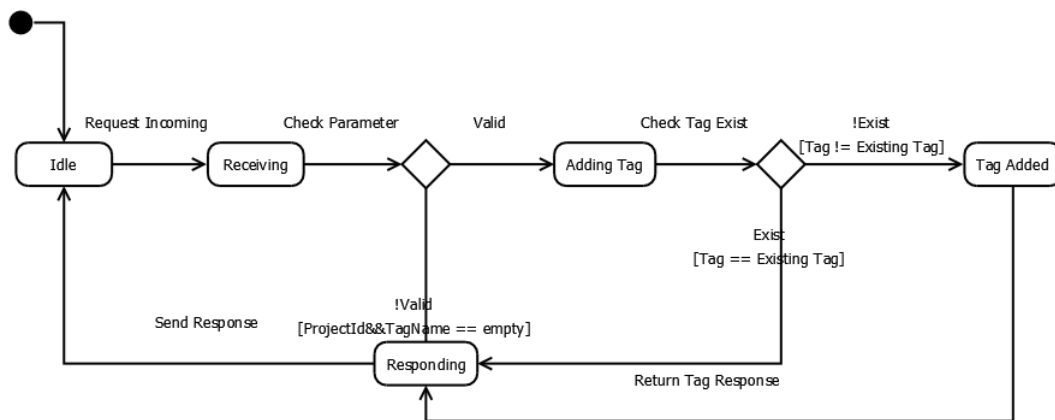 Request Incoming
Check Parameter
Valid
Check Tag Exist
!Exist
[Tag != Existing Tag]
Idle
Receiving
Adding Tag
Tag Added
Exist
[Tag == Existing Tag]
!Valid
[ProjectId&&TagName == empty]
Send Response
Responding
Return Tag Response